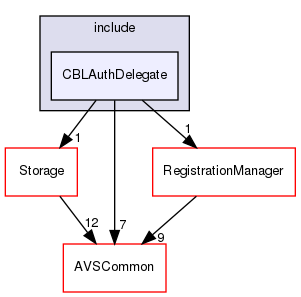 include
CBLAuthDelegate
1
1
Storage
RegistrationManager
12
7
9
AVSCommon